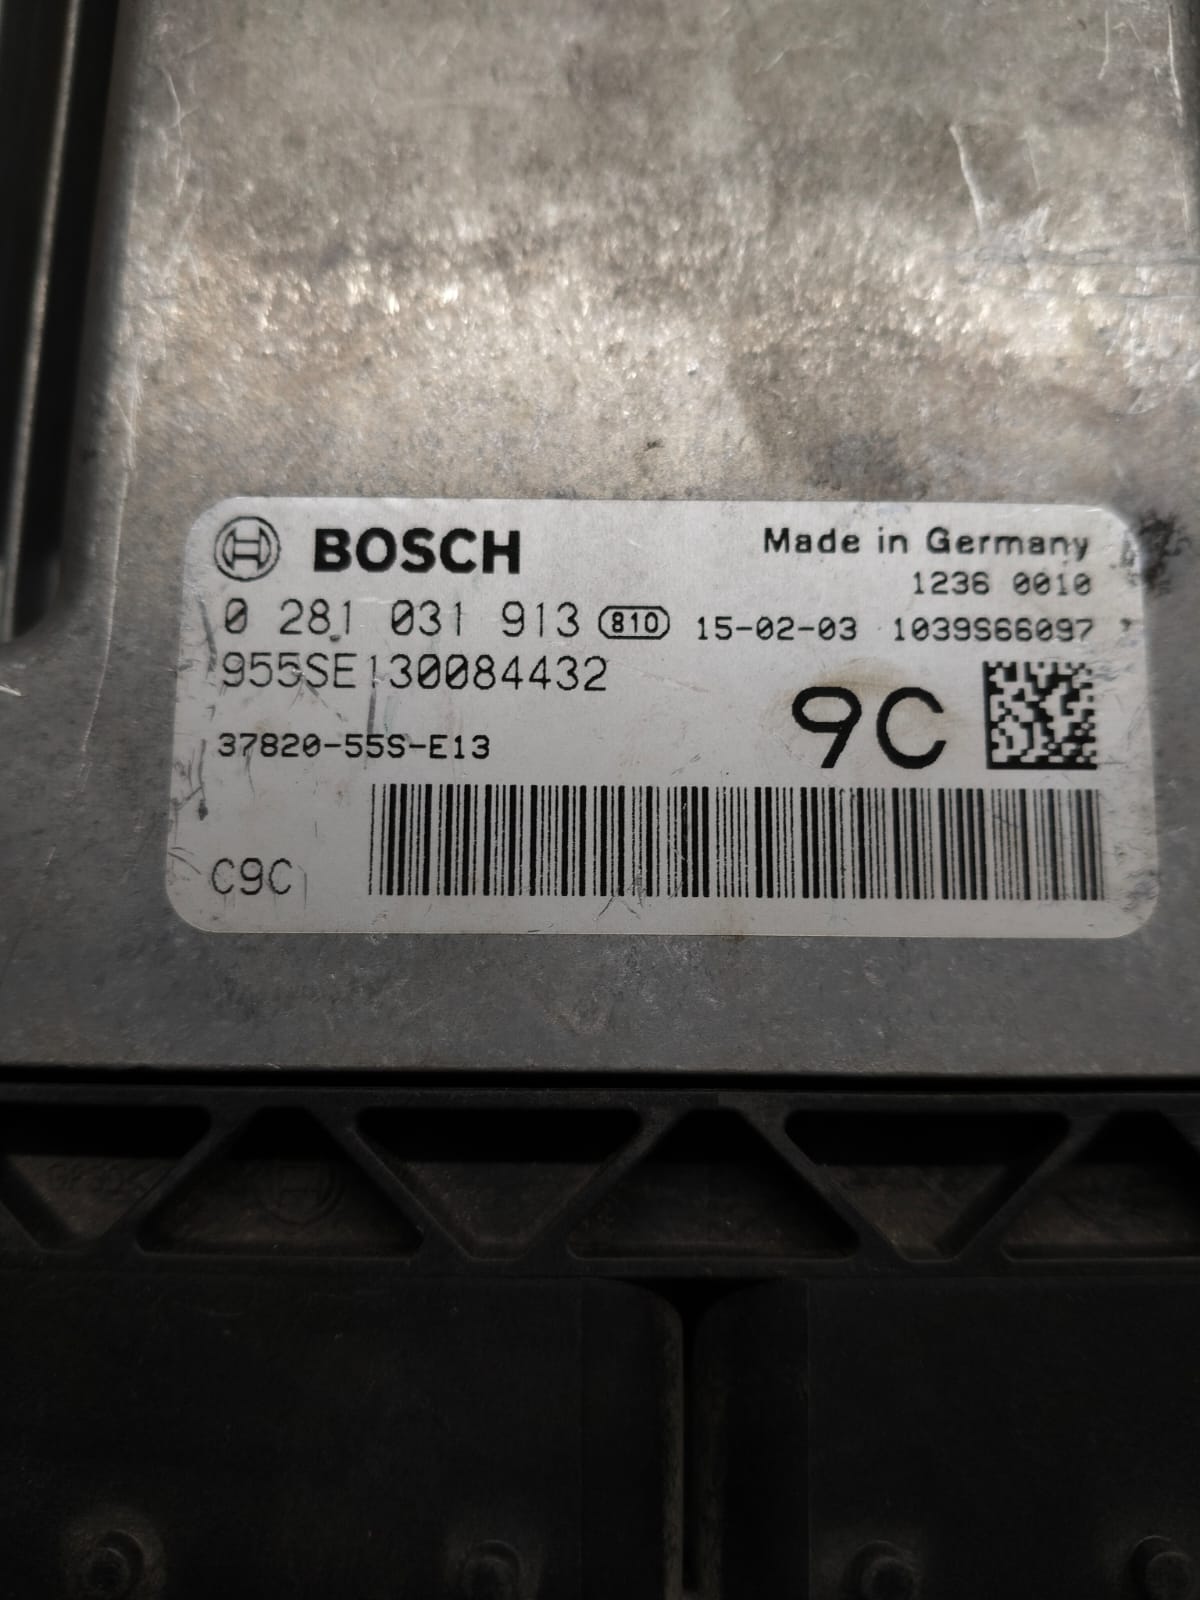 BOSCH
Made in Germany
1236 0010
0 281 031 913 810 15-02-03 1039S66097
955SE130084432
9C
37820-55S-E13
C9C